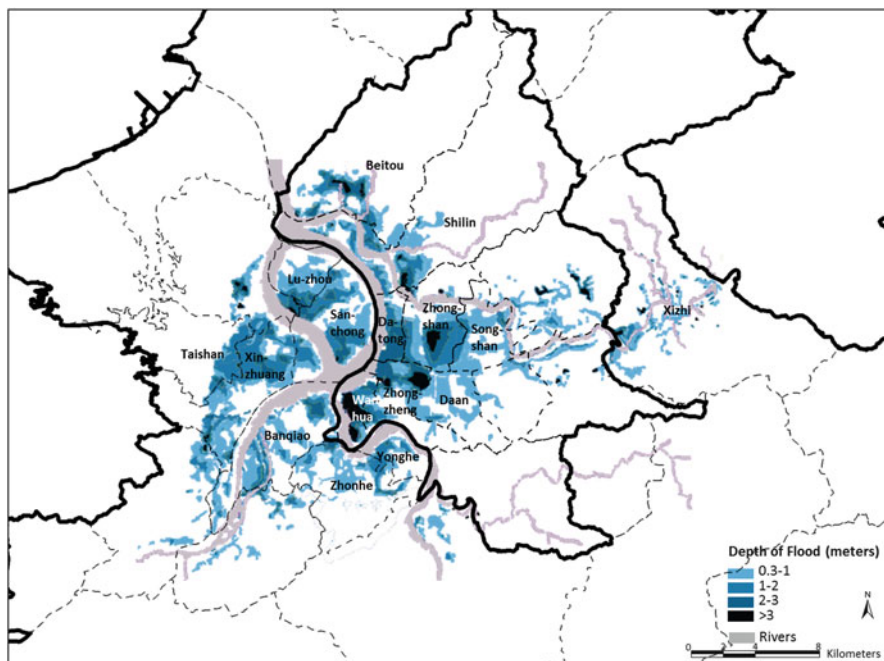 Beitou
Shilin
Lu-zhou
San-
chong
Da-
tong
Zhong-
shan
Song-
shan
Xizhi
Taishan
Xin-
zhuang
Wan
hua
Zhong-
zheng
Daan
Banqiao
Yonghe
Zhonhe
Depth of Flood (meters)
0.3-1
1-2
2-3
>3
Rivers
N
0 2 4 8
Kilometers